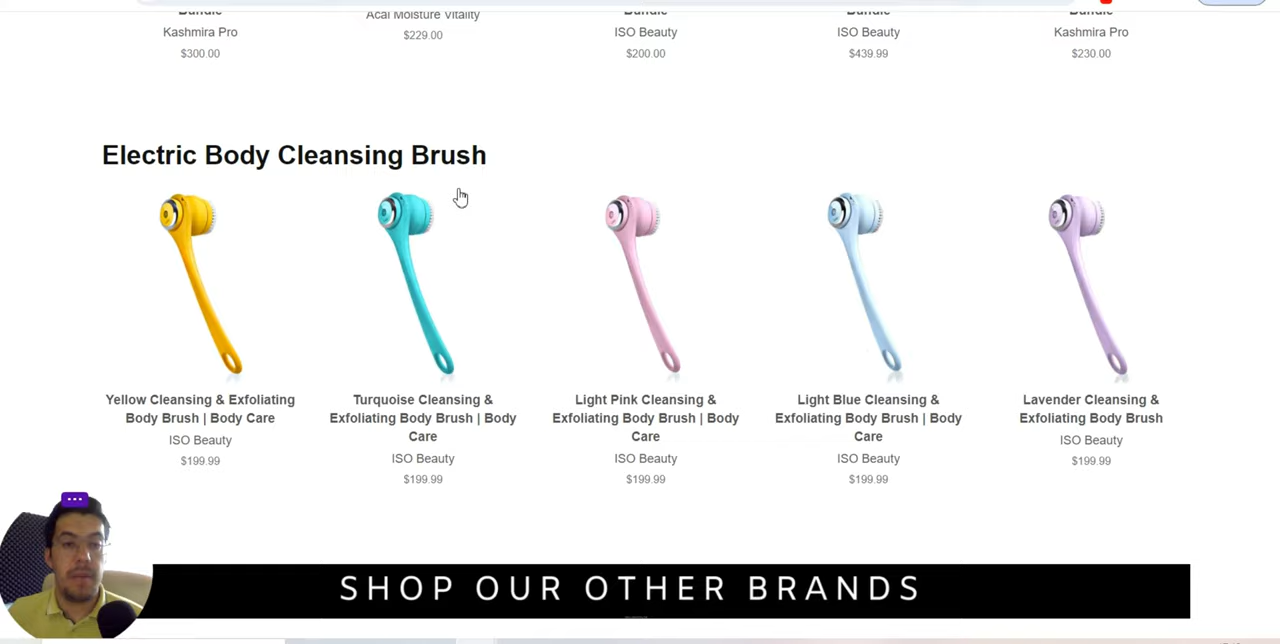 Bundle
Kashmira Pro
$300.00
Acai Moisture Vitality
$229.00
Bundle
ISO Beauty
$200.00
Bundle
ISO Beauty
$439.99
Bundle
Kashmira Pro
$230.00
Electric Body Cleansing Brush
Yellow Cleansing & Exfoliating
Body Brush | Body Care
ISO Beauty
$199.99
Turquoise Cleansing &
Exfoliating Body Brush | Body
Care
ISO Beauty
$199.99
Light Pink Cleansing &
Exfoliating Body Brush | Body
Care
ISO Beauty
$199.99
Light Blue Cleansing &
Exfoliating Body Brush | Body
Care
ISO Beauty
$199.99
Lavender Cleansing &
Exfoliating Body Brush
ISO Beauty
$199.99
SHOP OUR OTHER BRANDS